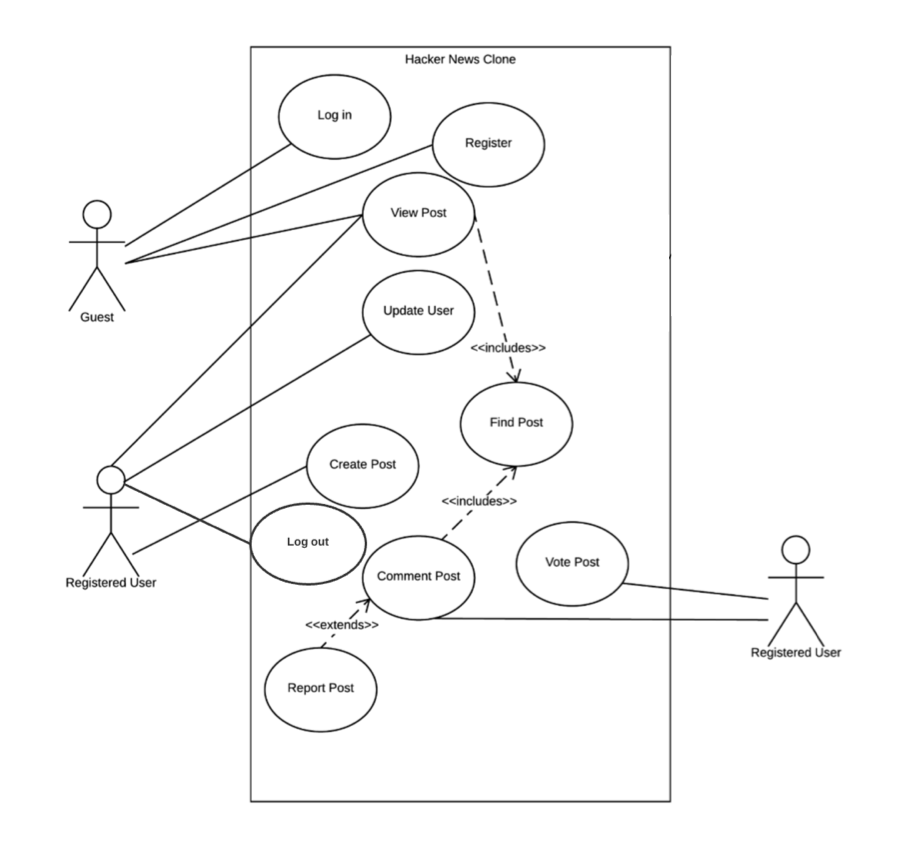 Hacker News Clone
Log in
Register
View Post
Guest
Update User
<<includes>>
Find Post
Create Post
<<includes>>
Log out
Vote Post
Comment Post
Registered User
<<extends>>
Registered User
Report Post